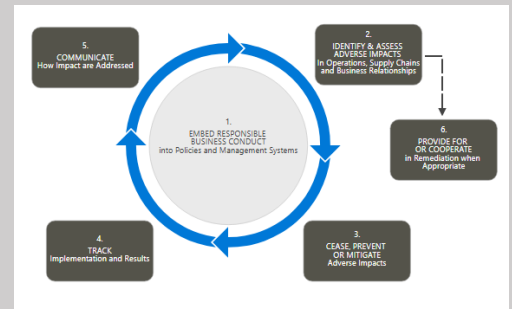 1.
EMBED RESPONSIBLE
BUSINESS CONDUCT
into Policies and Management Systems
2.
IDENTIFY & ASSESS
ADVERSE IMPACTS
In Operations, Supply Chains
and Business Relationships
3.
CEASE, PREVENT
OR MITIGATE
Adverse Impacts
4.
TRACK
Implementation and Results
5.
COMMUNICATE
How Impact are Addressed
6.
PROVIDE FOR
OR COOPERATE
in Remediation when
Appropriate